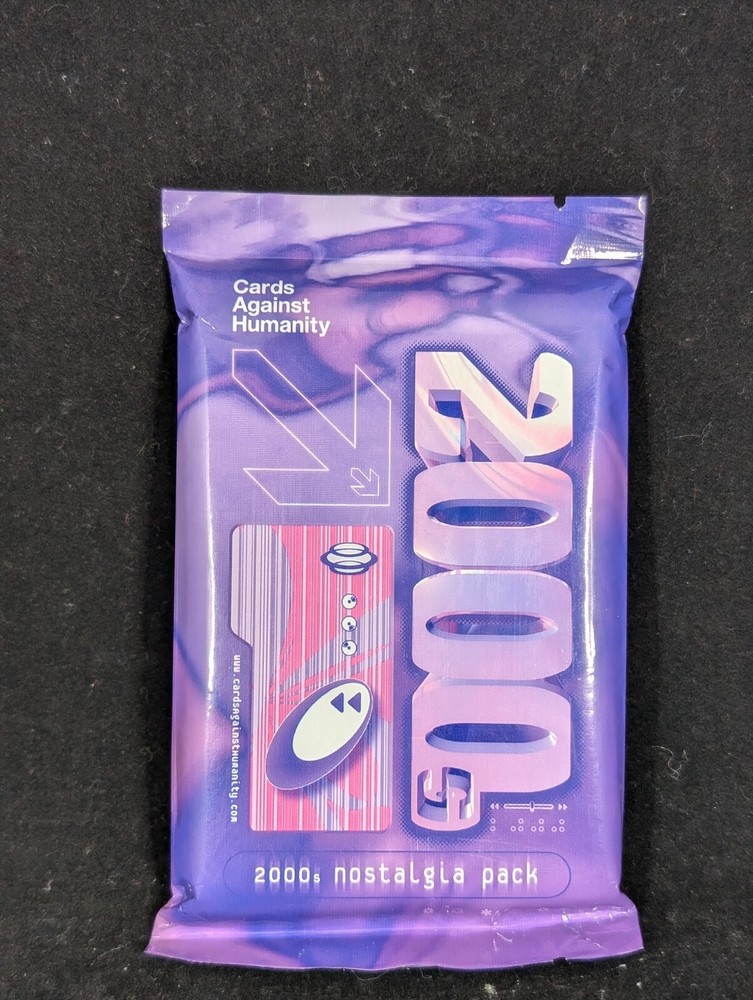 Cards
Against
Humanity
2000s
www.cardsAgainstHumanity.com
2000s nostalgia pack